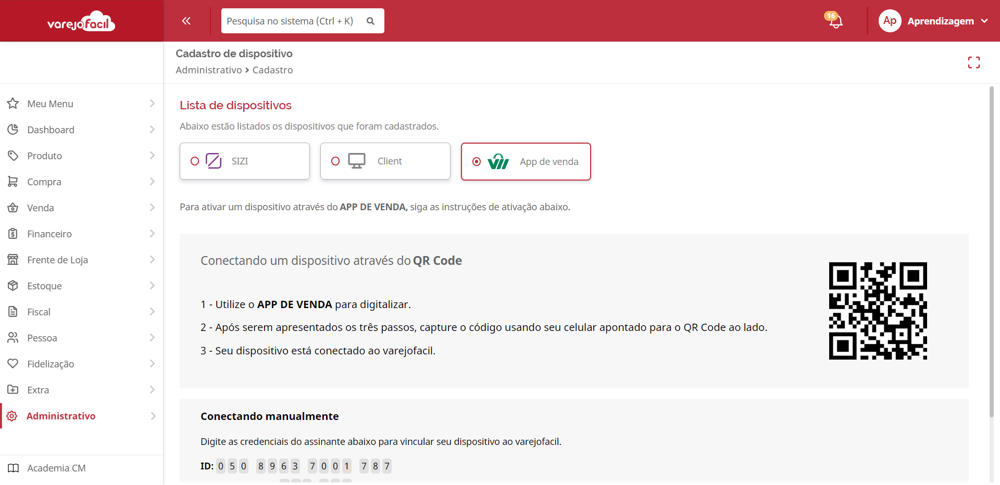 varejofacil
Pesquisa no sistema (Ctrl + K)
16
Ap
Aprendizagem
Cadastro de dispositivo
Administrativo > Cadastro
Meu Menu
Dashboard
Produto
Compra
Venda
Financeiro
Frente de Loja
Estoque
Fiscal
Pessoa
Fidelização
Extra
Administrativo
Academia CM
Lista de dispositivos
Abaixo estão listados os dispositivos que foram cadastrados.
SIZI
Client
App de venda
Para ativar um dispositivo através do APP DE VENDA, siga as instruções de ativação abaixo.
Conectando um dispositivo através do QR Code
1 - Utilize o APP DE VENDA para digitalizar.
2 - Após serem apresentados os três passos, capture o código usando seu celular apontado para o QR Code ao lado.
3 - Seu dispositivo está conectado ao varejofacil.
Conectando manualmente
Digite as credenciais do assinante abaixo para vincular seu dispositivo ao varejofacil.
ID: 0 5 0 8 9 6 3 7 0 0 1 7 8 7